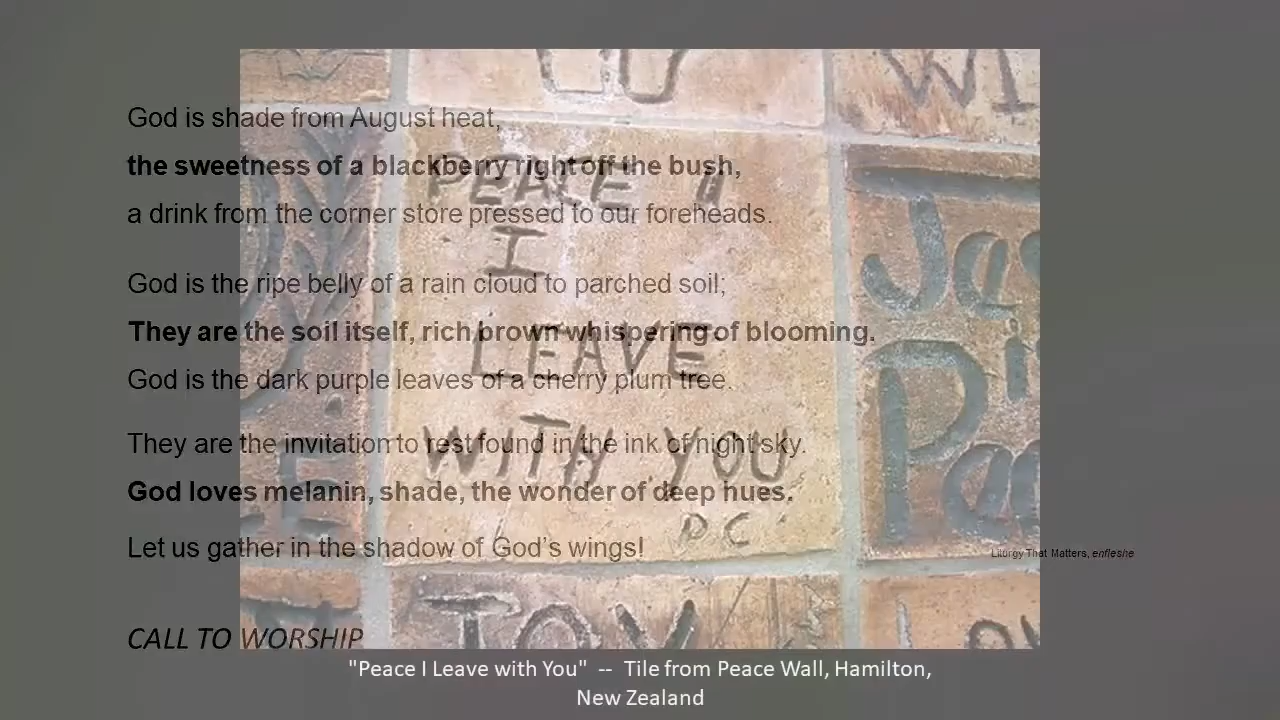 God is shade from August heat,
the sweetness of a blackberry right off the bush,
a drink from the corner store pressed to our foreheads.
God is the ripe belly of a rain cloud to parched soil;
They are the soil itself, rich brown whispering of blooming.
God is the dark purple leaves of a cherry plum tree.
They are the invitation to rest found in the ink of night sky.
God loves melanin, shade, the wonder of deep hues.
Let us gather in the shadow of God’s wings!
Liturgy That Matters, enfleshe
CALL TO WORSHIP
PEACE
I
LEAVE
WITH YOU
DC
"Peace I Leave with You" -- Tile from Peace Wall, Hamilton,
New Zealand